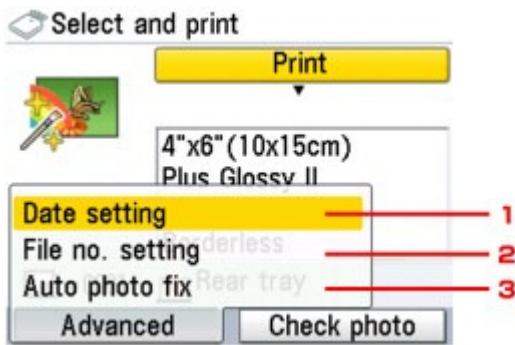 Select and print
Print
4"x6"(10x15cm)
Plus Glossy II
Date setting
1
Borderless
File no. setting
2
Rear tray
Auto photo fix
3
Advanced
Check photo